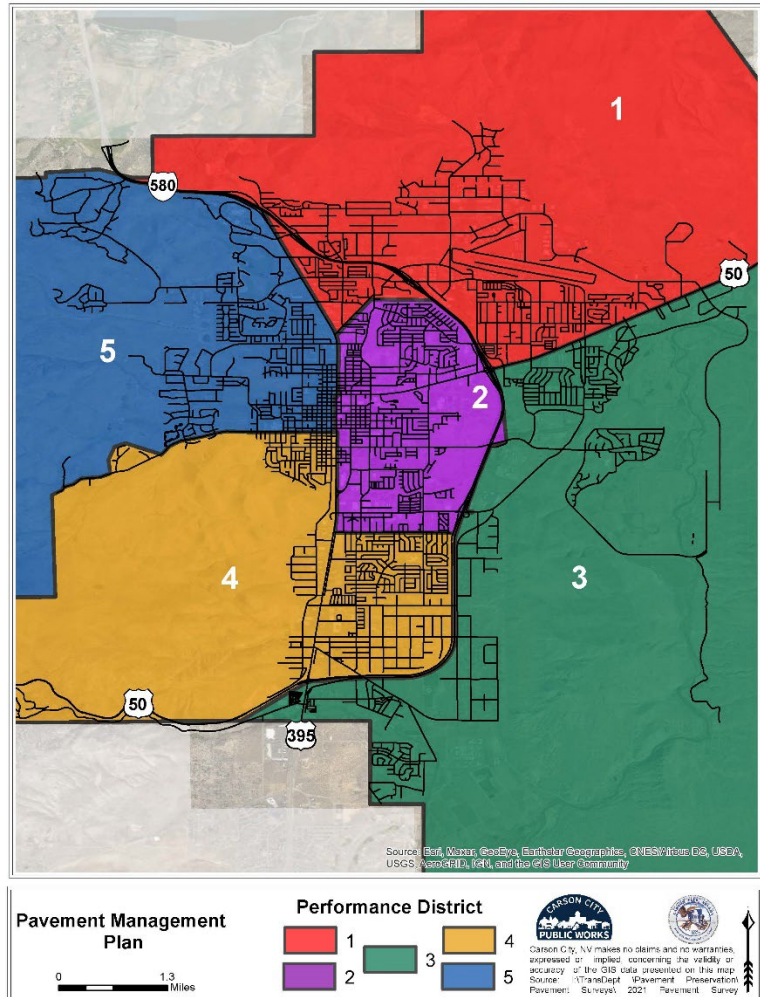 1
580
50
5
2
4
3
50
395
Source: Esri, Maxar, GeoEye, Earthstar Geographics, CNES/Airbus DS, USDA,
USGS, AeroGRID, IGN, and the GIS User Community
Pavement Management
Plan
0 1.3
Miles
Performance District
1
2
3
4
5
CARSON CITY
PUBLIC WORKS
Carson City, NV makes no claims and no warranties,
expressed or implied, concerning the validity or
accuracy of the GIS data presented on this map
Source: I:\TransDept \Pavement Preservation\
Pavement Surveys\ 2021 Pavement Survey